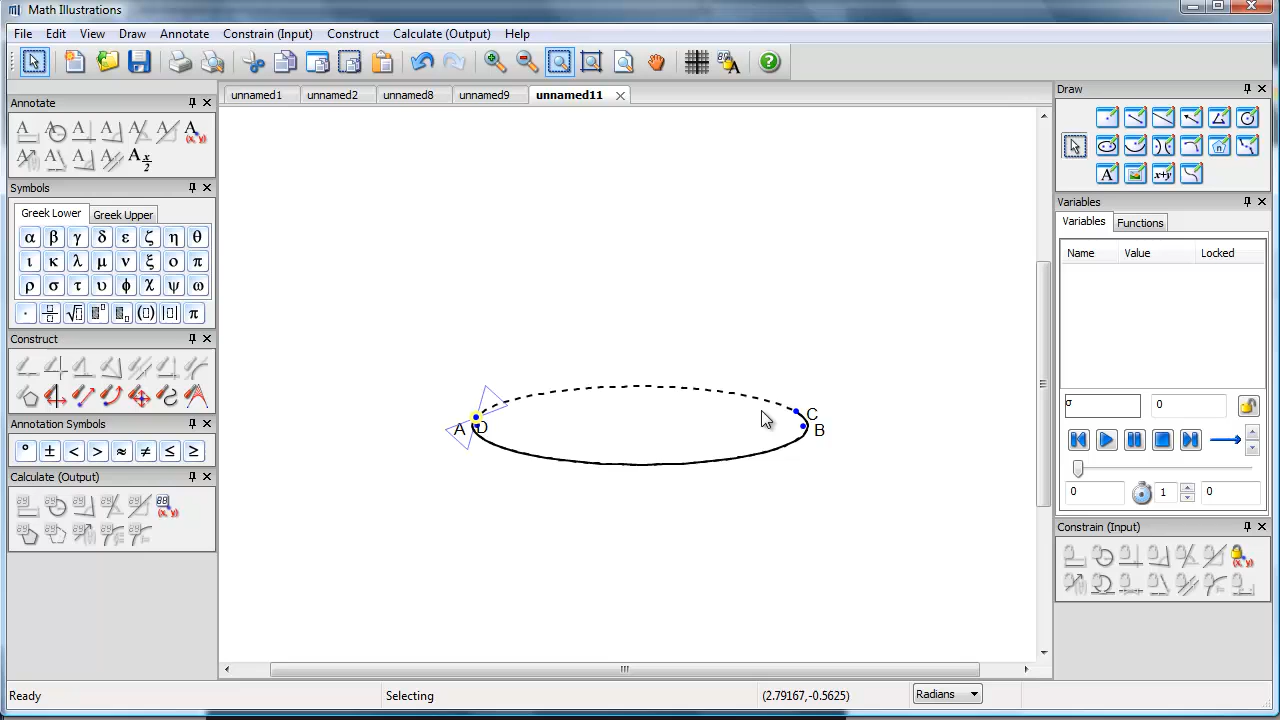 Math Illustrations
File Edit View Draw Annotate Constrain (Input) Construct Calculate (Output) Help
unnamed1 unnamed2 unnamed8 unnamed9 unnamed11
Annotate
Symbols
Greek Lower Greek Upper
α β γ δ ε ζ η θ
ι κ λ μ ν ξ ο π
ρ σ τ υ φ χ ψ ω
Construct
Annotation Symbols
° ± < > ≈ ≠ ≤ ≥
Calculate (Output)
A D C B
Draw
Variables
Variables Functions
Name Value Locked
σ 0
0 1 0
Constrain (Input)
Ready Selecting (2.79167,-0.5625) Radians